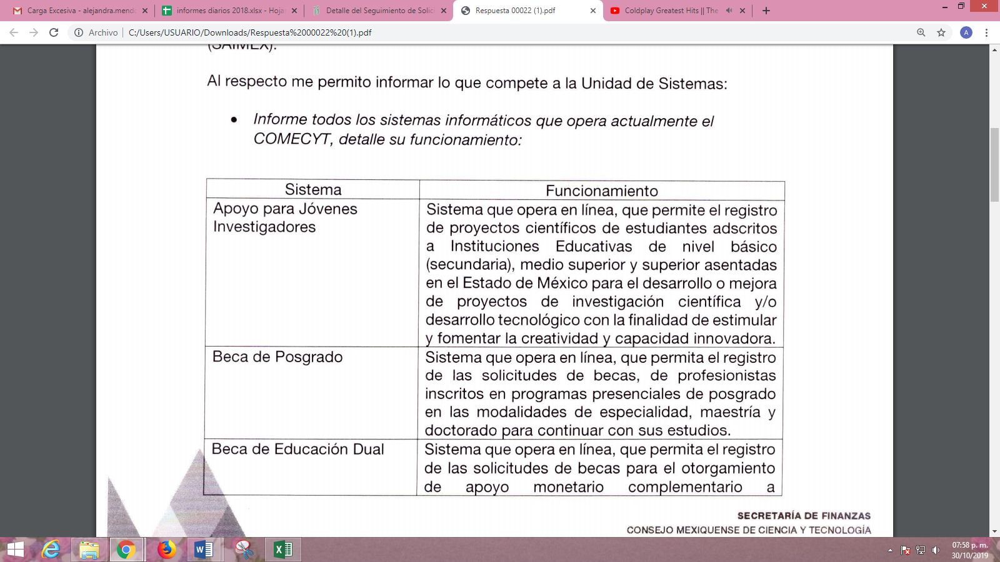 Carga Excesiva - alejandra.mend
informes diarios 2018.xlsx - Hoja
Detalle del Seguimiento de Solic
Respuesta 00022 (1).pdf
Coldplay Greatest Hits || The
Archivo
C:/Users/USUARIO/Downloads/Respuesta%2000022%20(1).pdf
A
(SAIMEX).
Al respecto me permito informar lo que compete a la Unidad de Sistemas:
• Informe todos los sistemas informáticos que opera actualmente el
COMECYT, detalle su funcionamiento:
Sistema
Funcionamiento
Apoyo para Jóvenes
Investigadores
Sistema que opera en línea, que permite el registro
de proyectos científicos de estudiantes adscritos
a Instituciones Educativas de nivel básico
(secundaria), medio superior y superior asentadas
en el Estado de México para el desarrollo o mejora
de proyectos de investigación científica y/o
desarrollo tecnológico con la finalidad de estimular
y fomentar la creatividad y capacidad innovadora.
Beca de Posgrado
Sistema que opera en línea, que permita el registro
de las solicitudes de becas, de profesionistas
inscritos en programas presenciales de posgrado
en las modalidades de especialidad, maestría y
doctorado para continuar con sus estudios.
Beca de Educación Dual
Sistema que opera en línea, que permita el registro
de las solicitudes de becas para el otorgamiento
de apoyo monetario complementario a
SECRETARÍA DE FINANZAS
CONSEJO MEXIQUENSE DE CIENCIA Y TECNOLOGÍA
07:58 p. m.
30/10/2019